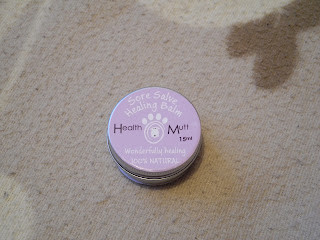 Sore Salve
Healing Balm
Health Mutt
15ml
Wonderfully healing
100% NATURAL